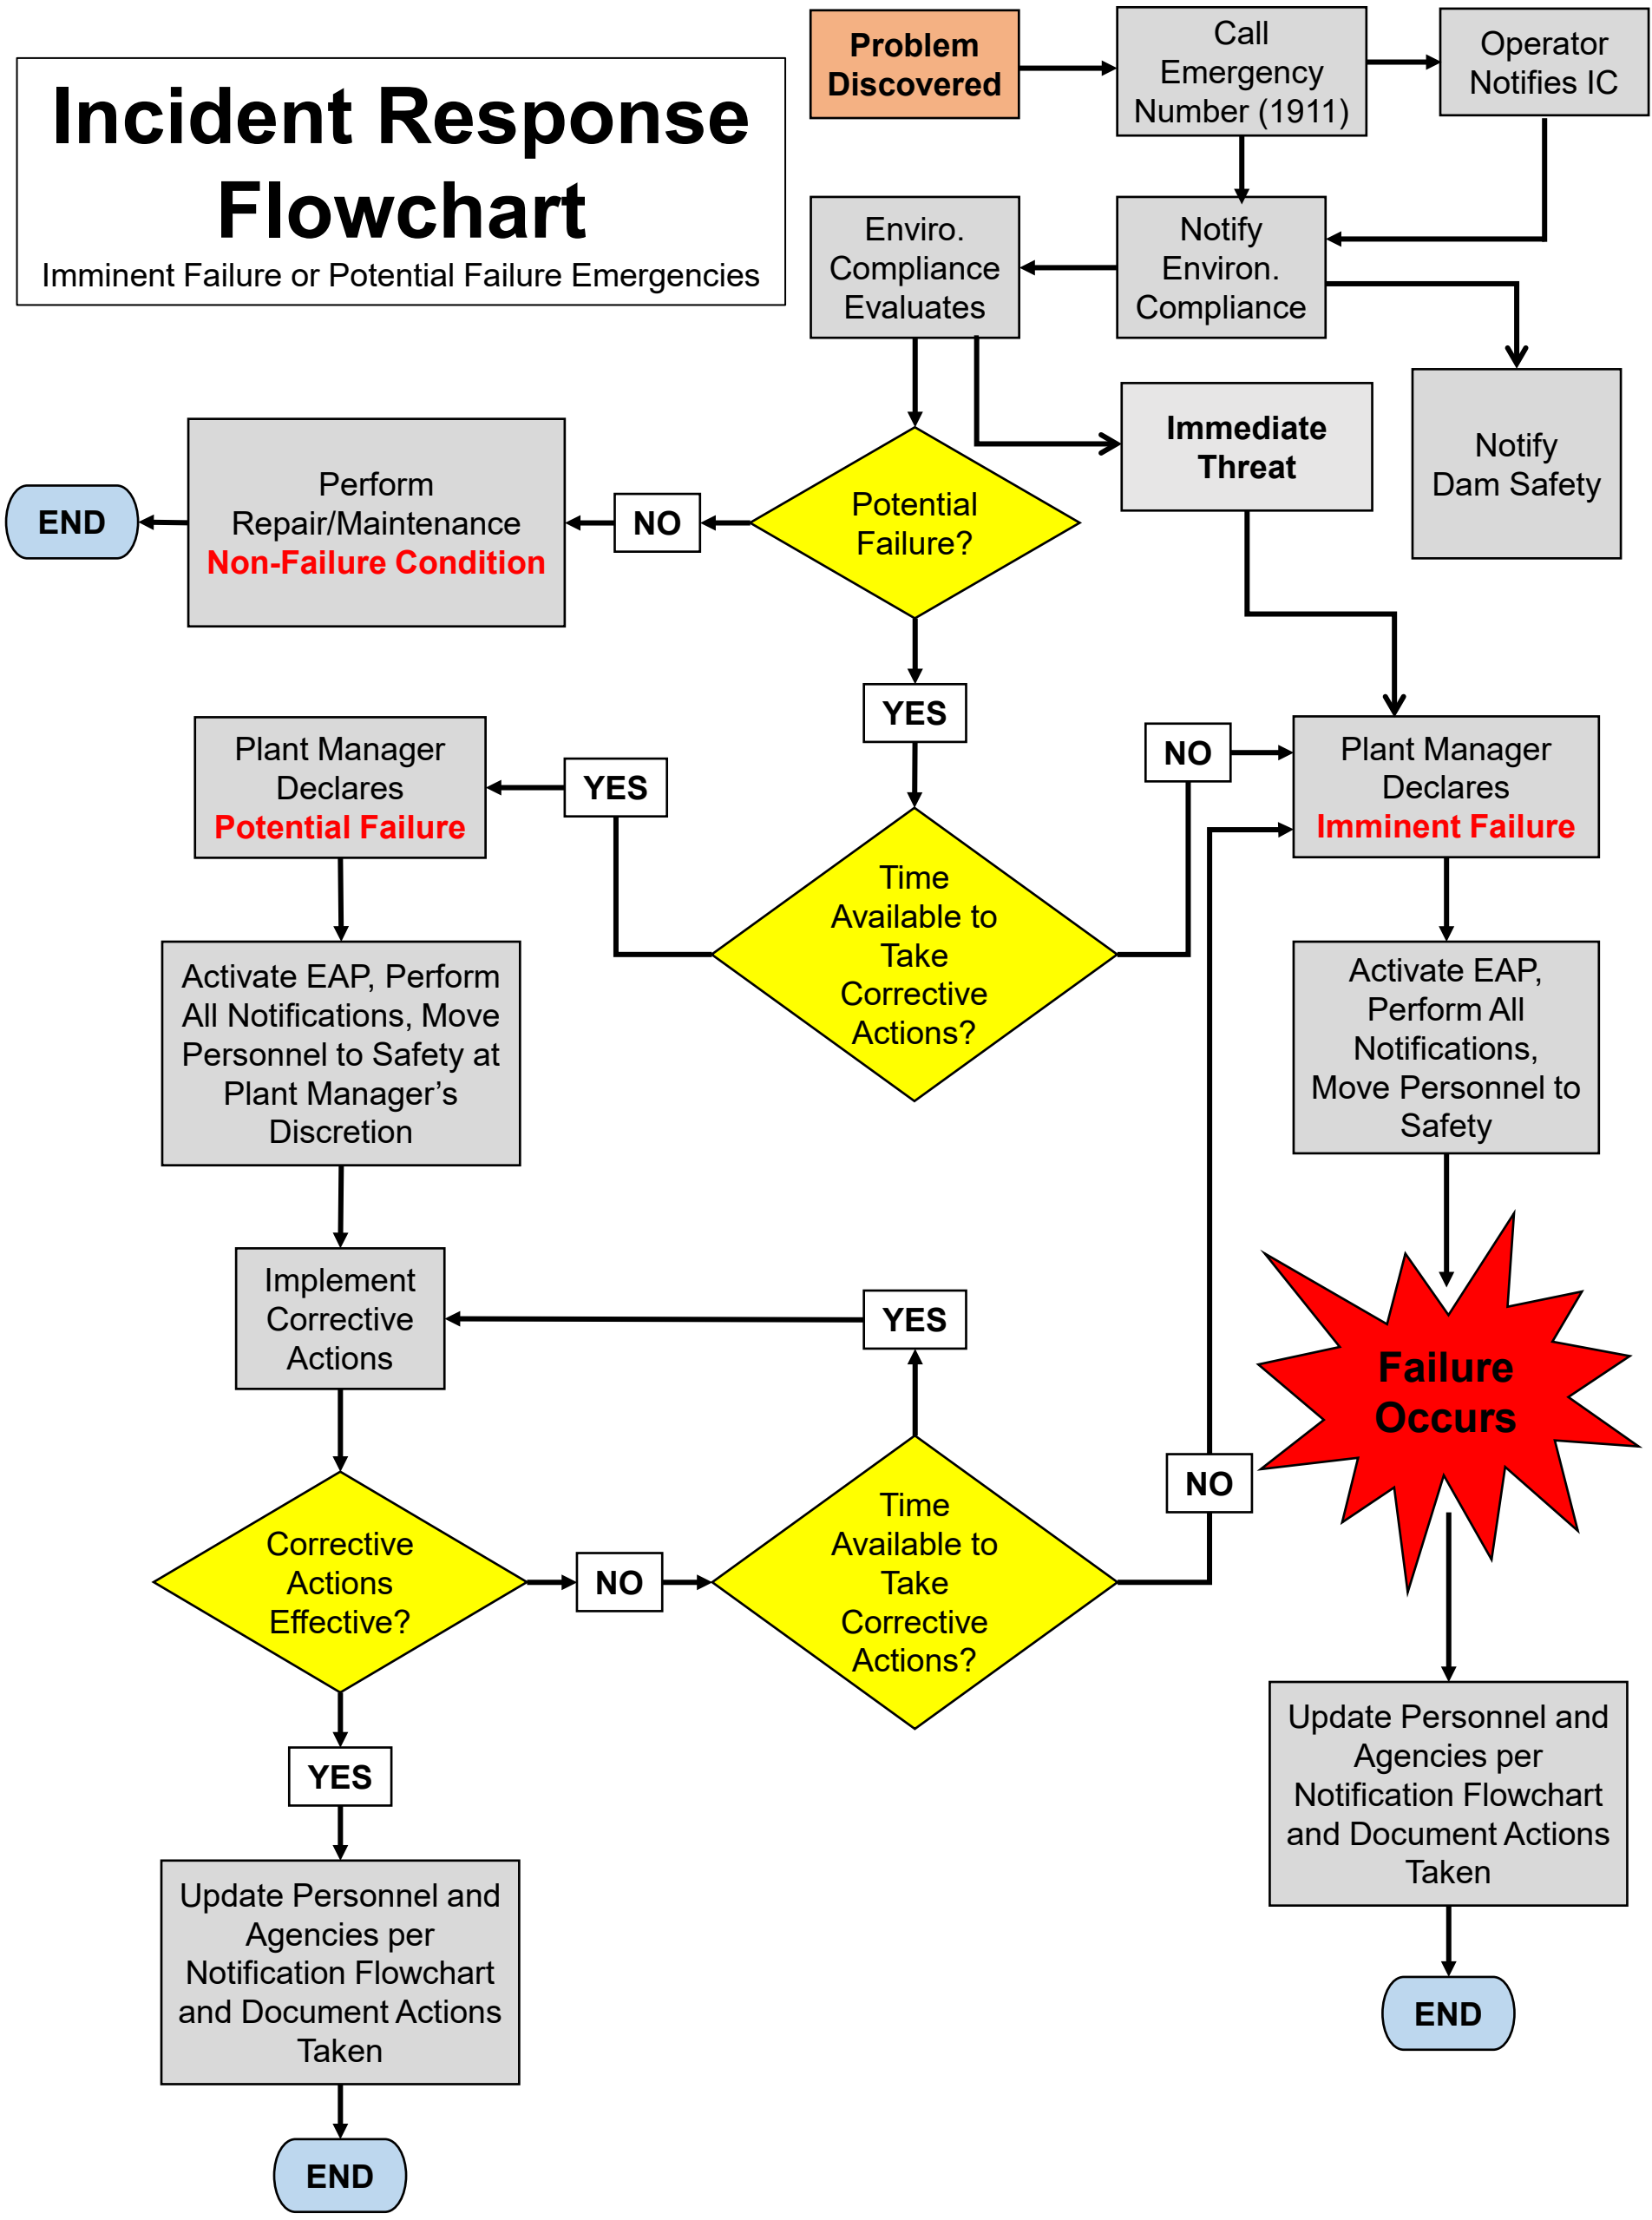 Incident Response
Flowchart
Imminent Failure or Potential Failure Emergencies
Problem
Discovered
Call
Emergency
Number (1911)
Operator
Notifies IC
Enviro.
Compliance
Evaluates
Notify
Environ.
Compliance
Immediate
Threat
Notify
Dam Safety
END
Perform
Repair/Maintenance
Non-Failure Condition
NO
Potential
Failure?
YES
Plant Manager
Declares
Potential Failure
YES
NO
Plant Manager
Declares
Imminent Failure
Time
Available to
Take
Corrective
Actions?
Activate EAP, Perform
All Notifications, Move
Personnel to Safety at
Plant Manager’s
Discretion
Activate EAP,
Perform All
Notifications,
Move Personnel to
Safety
Implement
Corrective
Actions
YES
Failure
Occurs
NO
Corrective
Actions
Effective?
NO
Time
Available to
Take
Corrective
Actions?
YES
Update Personnel and
Agencies per
Notification Flowchart
and Document Actions
Taken
Update Personnel and
Agencies per
Notification Flowchart
and Document Actions
Taken
END
END